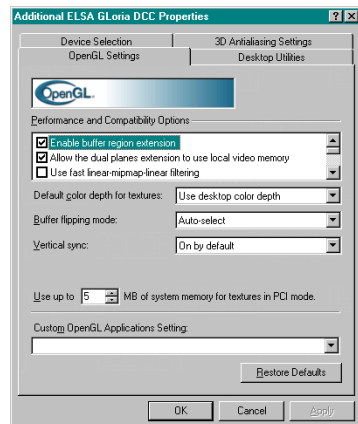 Additional ELSA GLoria DCC Properties
Device Selection
3D Antialiasing Settings
OpenGL Settings
Desktop Utilities
OpenGL.
Performance and Compatibility Options
Enable buffer region extension
Allow the dual planes extension to use local video memory
Use fast linear-mipmap-linear filtering
Default color depth for textures: Use desktop color depth
Buffer flipping mode: Auto-select
Vertical sync: On by default
Use up to 5 MB of system memory for textures in PCI mode.
Custom OpenGL Applications Setting:
Restore Defaults
OK Cancel Apply